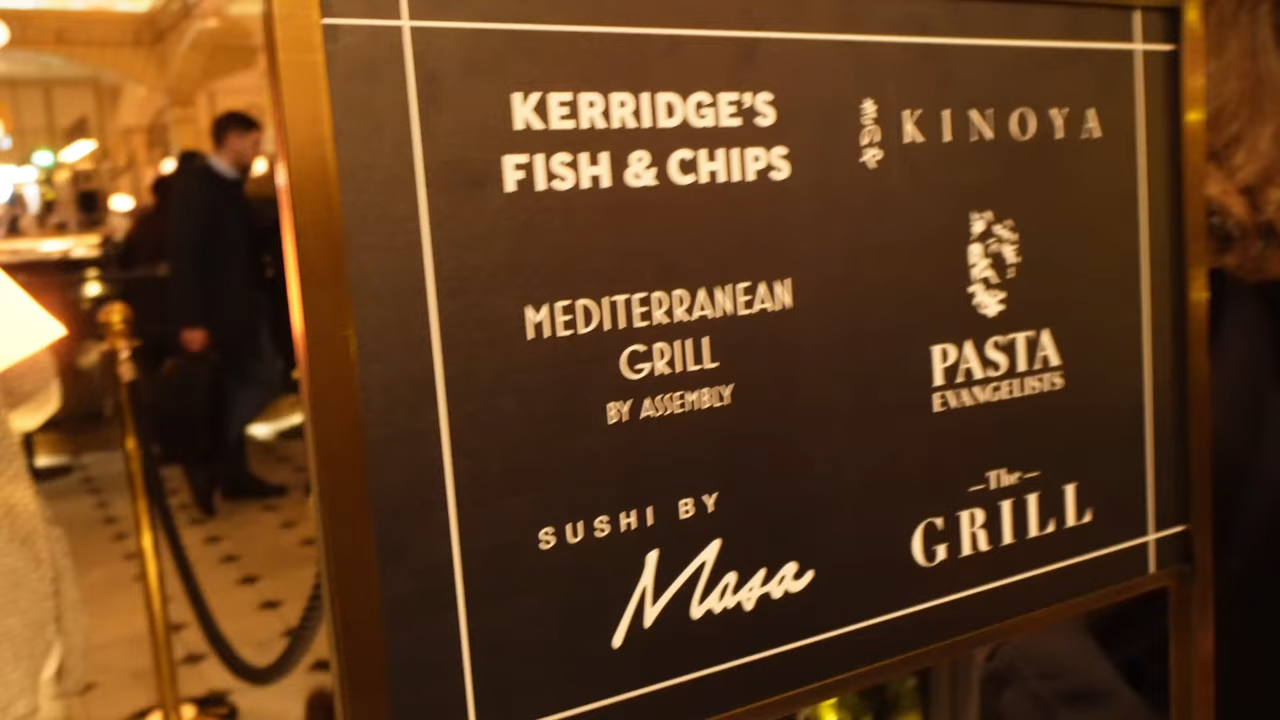 KERRIDGE'S
FISH & CHIPS
KINOYA
MEDITERRANEAN
GRILL
BY ASSEMBLY
PASTA
EVANGELISTS
SUSHI BY
Masa
—The—
GRILL